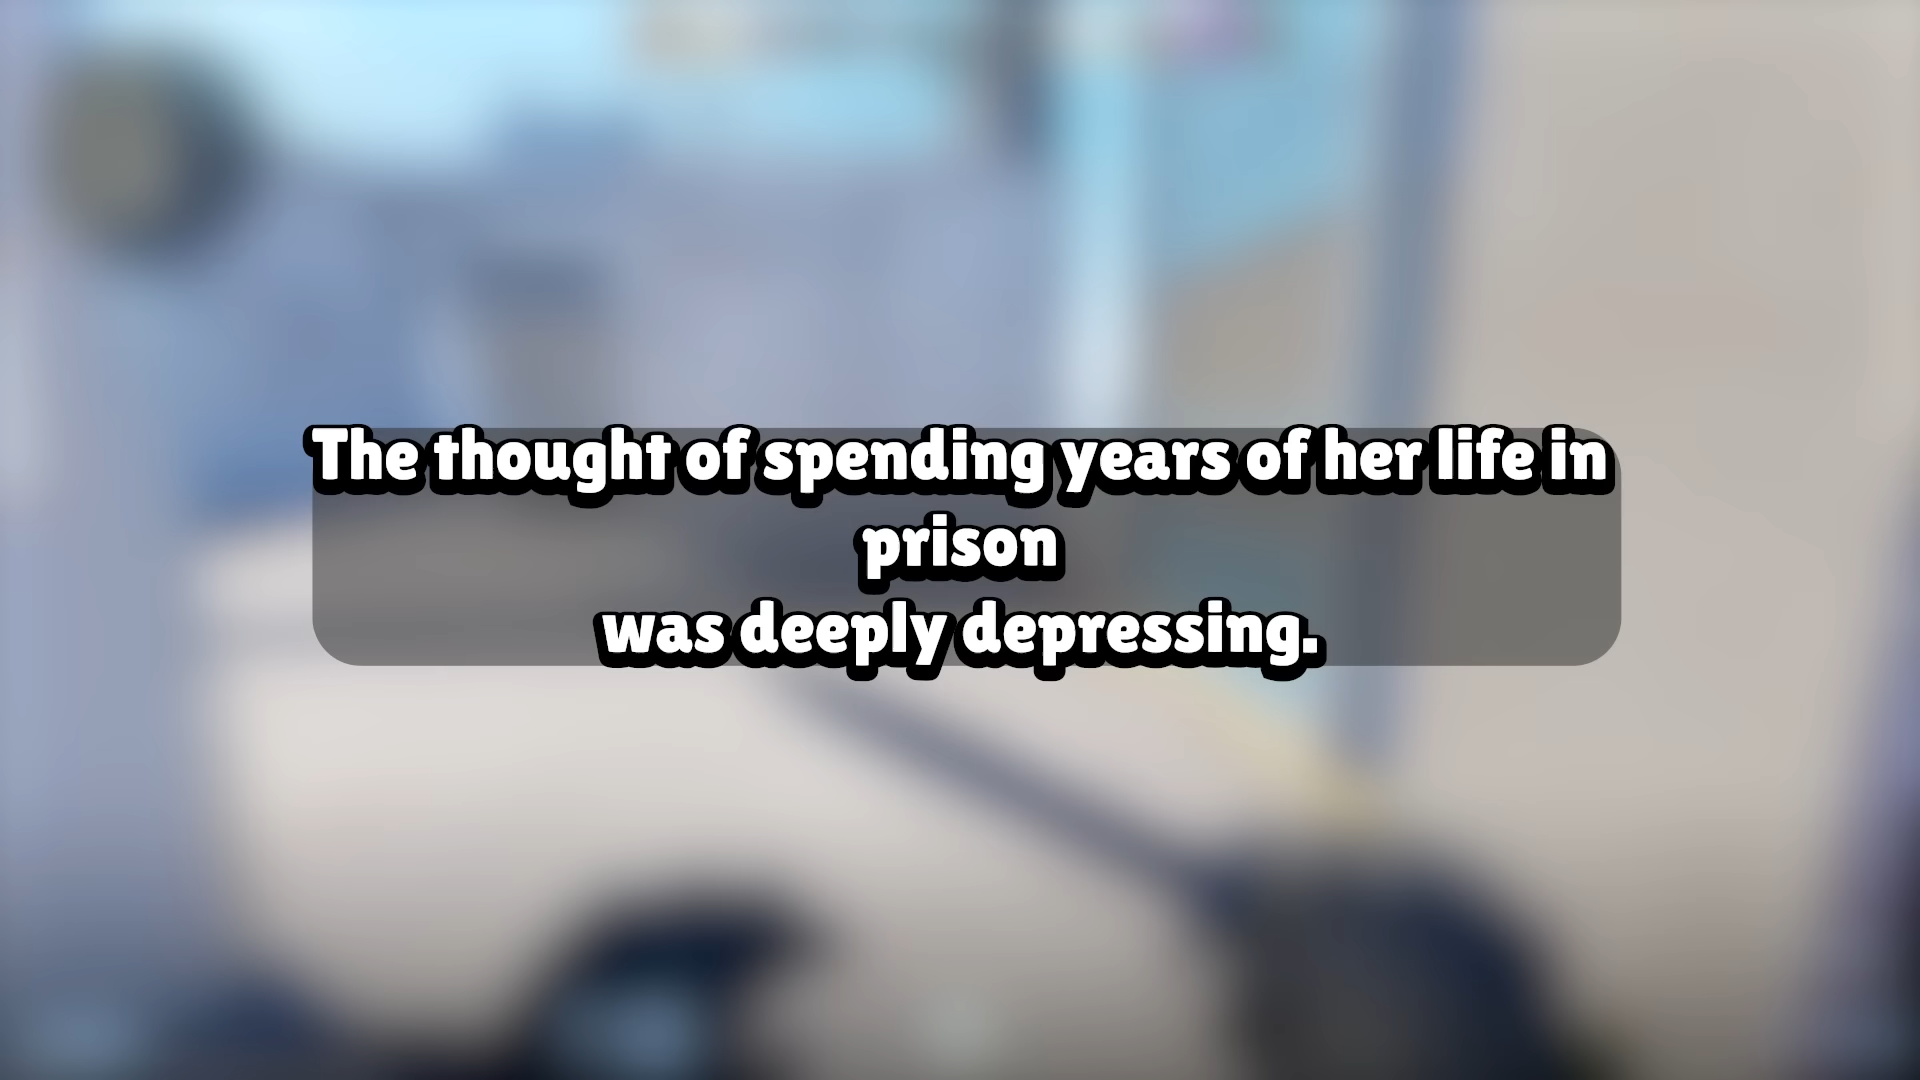 The thought of spending years of her life in
prison
was deeply depressing.